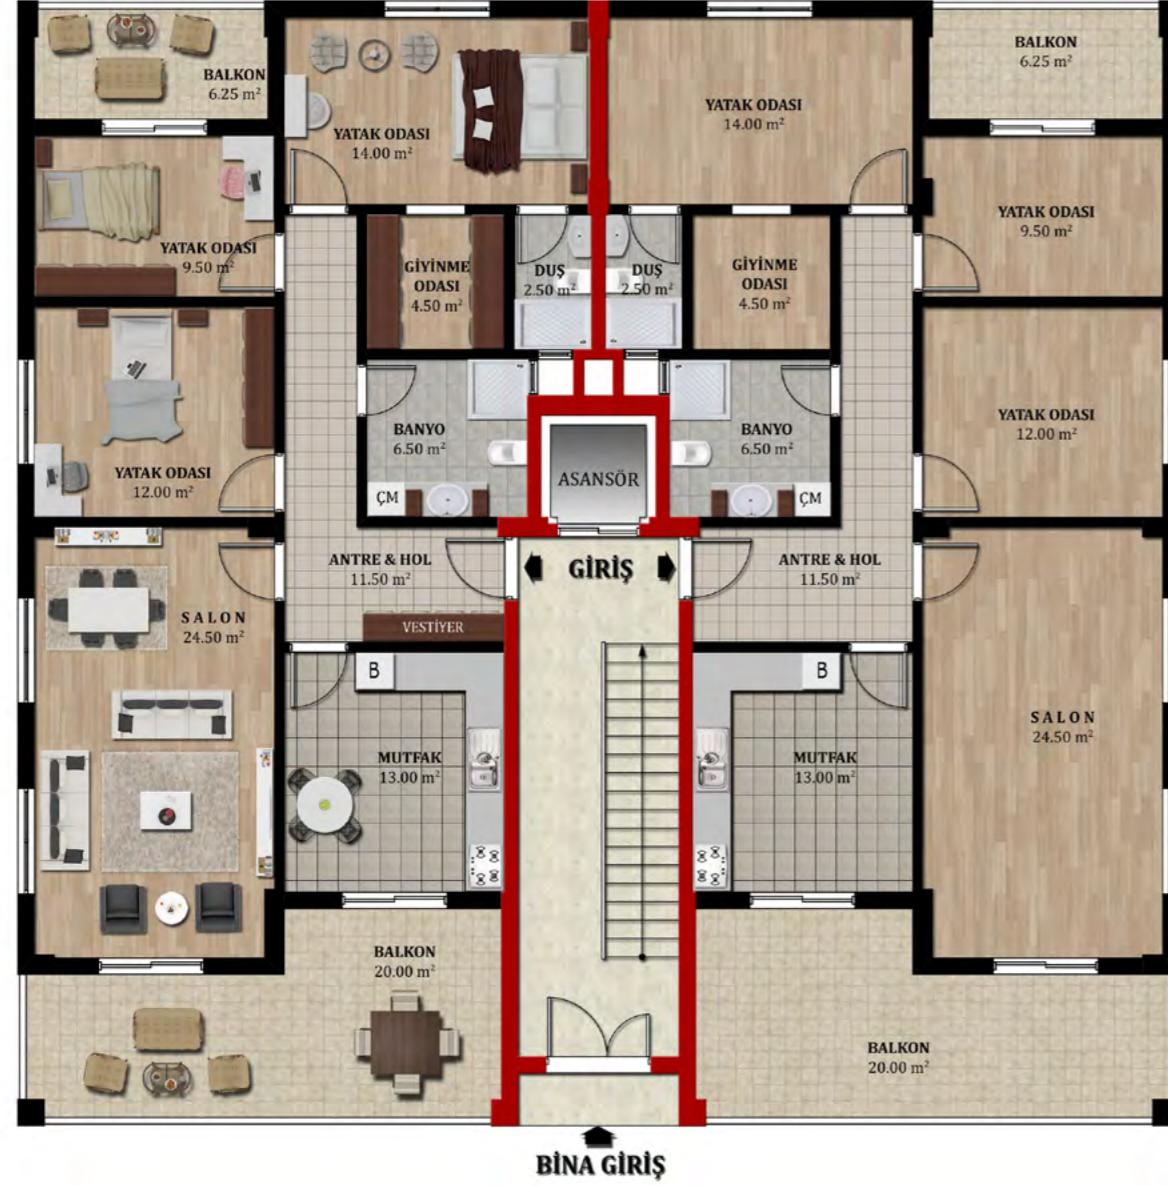 BALKON
6.25 m²
YATAK ODASI
14.00 m²
YATAK ODASI
14.00 m²
BALKON
6.25 m²
YATAK ODASI
9.50 m²
GİYİNME
ODASI
4.50 m²
DUŞ
2.50 m²
DUŞ
2.50 m²
GİYİNME
ODASI
4.50 m²
YATAK ODASI
9.50 m²
YATAK ODASI
12.00 m²
BANYO
6.50 m²
ÇM
ASANSÖR
BANYO
6.50 m²
ÇM
YATAK ODASI
12.00 m²
ANTRE & HOL
11.50 m²
GİRİŞ
ANTRE & HOL
11.50 m²
SALON
24.50 m²
VESTİYER
B
B
MUTFAK
13.00 m²
MUTFAK
13.00 m²
SALON
24.50 m²
BALKON
20.00 m²
BALKON
20.00 m²
BİNA GİRİŞ